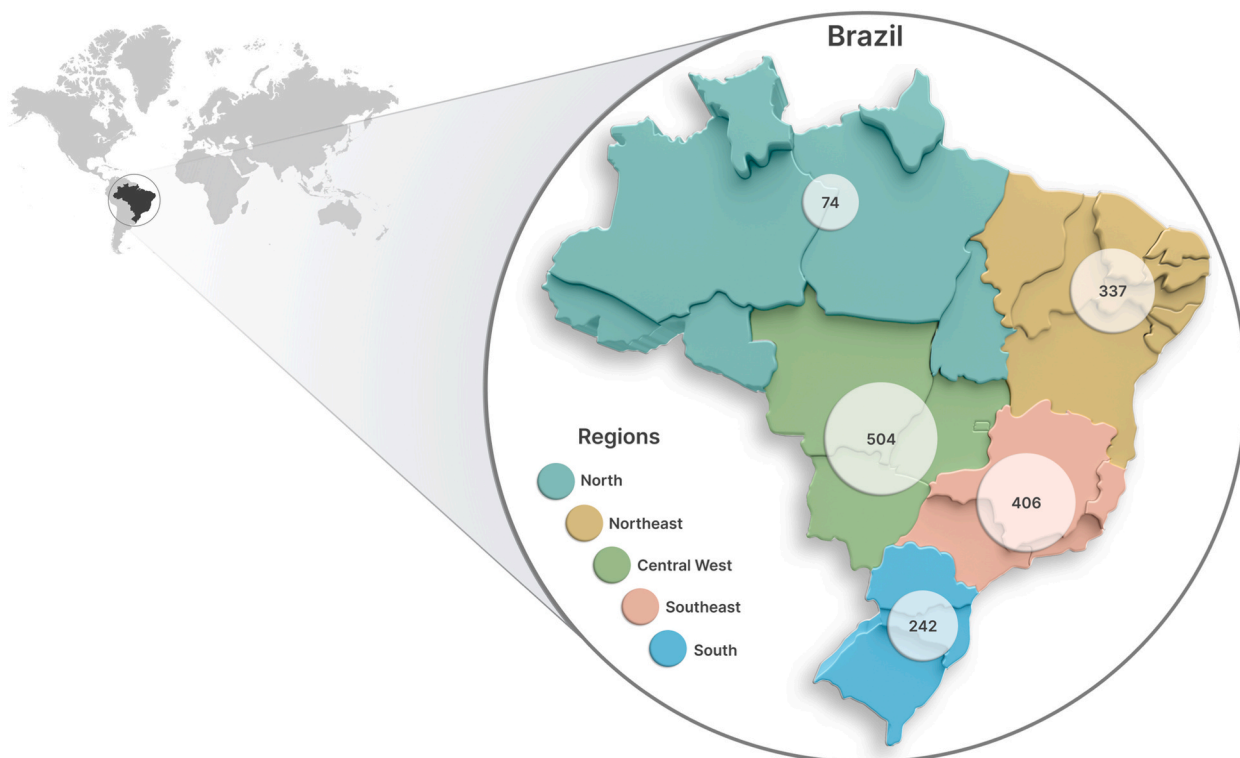 Brazil
74
337
504
406
242
Regions
North
Northeast
Central West
Southeast
South